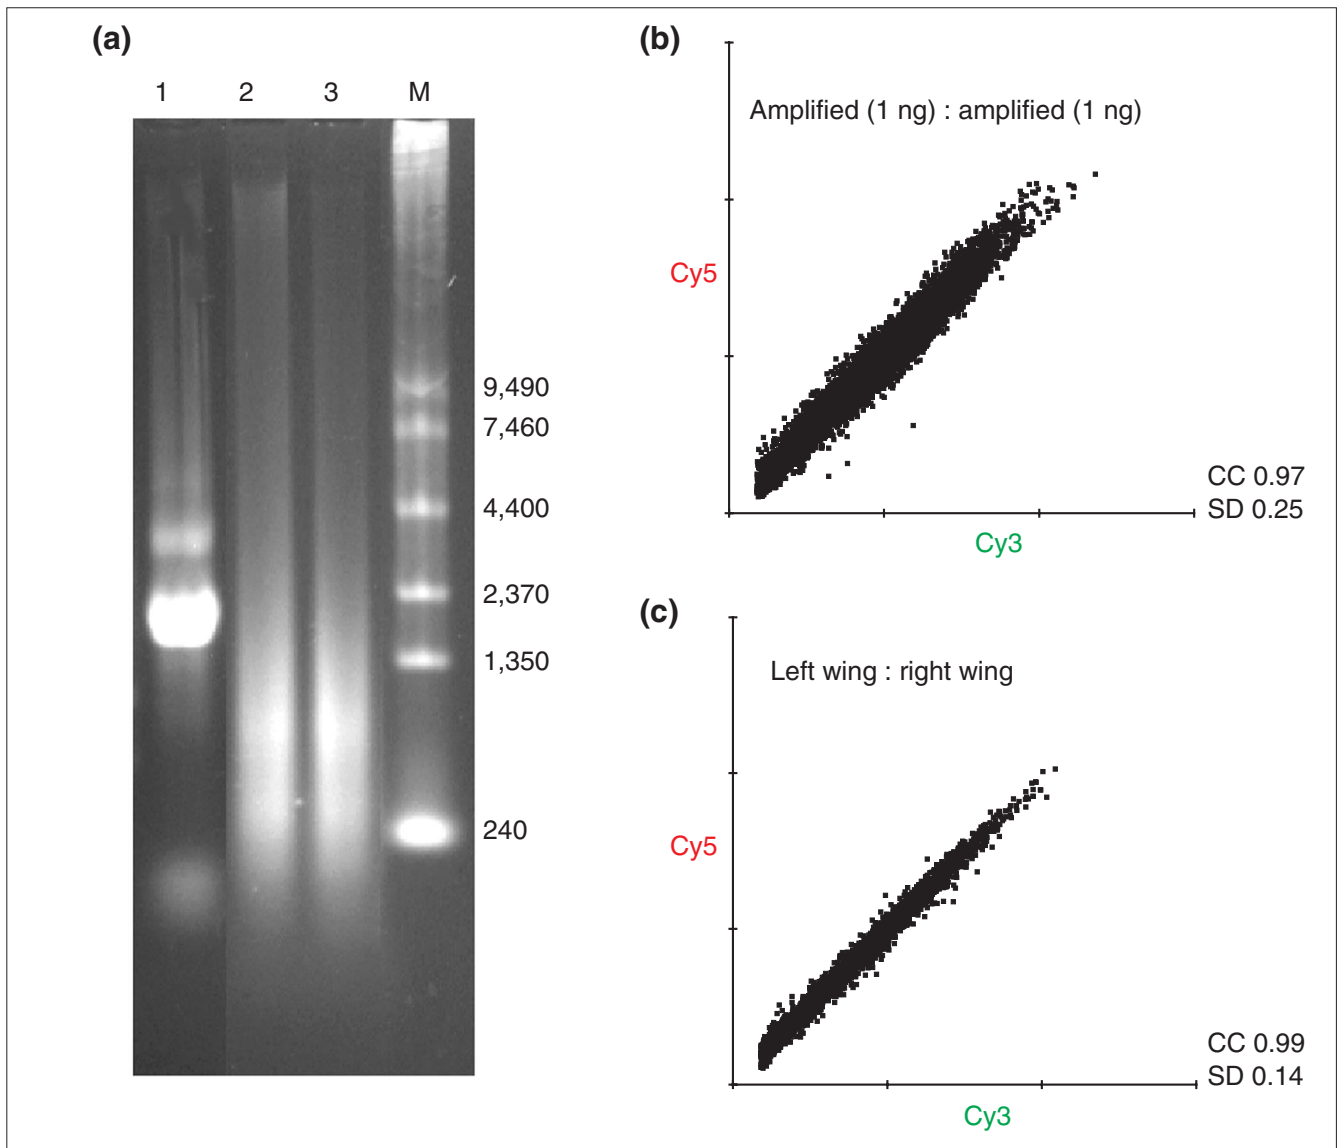 (a)
1 2 3 M
9,490
7,460
4,400
2,370
1,350
240
(b)
Amplified (1 ng) : amplified (1 ng)
Cy5
CC 0.97
SD 0.25
Cy3
(c)
Left wing : right wing
Cy5
CC 0.99
SD 0.14
Cy3